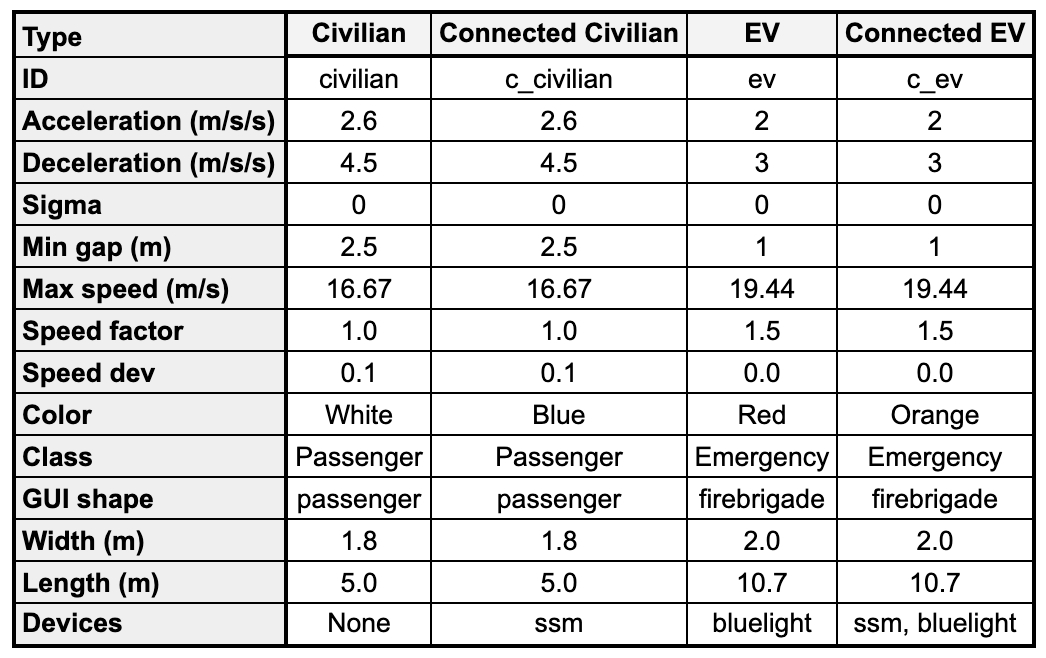 Type Civilian Connected Civilian EV Connected EV
ID civilian c_civilian ev c_ev
Acceleration (m/s/s) 2.6 2.6 2 2
Deceleration (m/s/s) 4.5 4.5 3 3
Sigma 0 0 0 0
Min gap (m) 2.5 2.5 1 1
Max speed (m/s) 16.67 16.67 19.44 19.44
Speed factor 1.0 1.0 1.5 1.5
Speed dev 0.1 0.1 0.0 0.0
Color White Blue Red Orange
Class Passenger Passenger Emergency Emergency
GUI shape passenger passenger firebrigade firebrigade
Width (m) 1.8 1.8 2.0 2.0
Length (m) 5.0 5.0 10.7 10.7
Devices None ssm bluelight ssm, bluelight